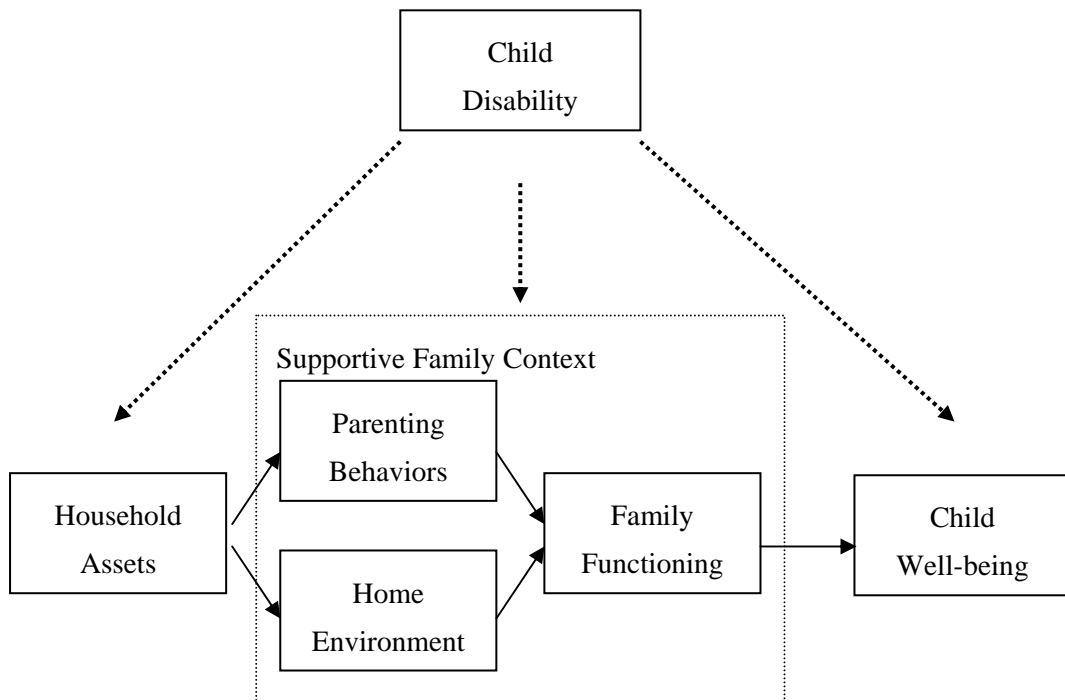 Child
Disability
Supportive Family Context
Parenting
Behaviors
Household
Assets
Home
Environment
Family
Functioning
Child
Well-being